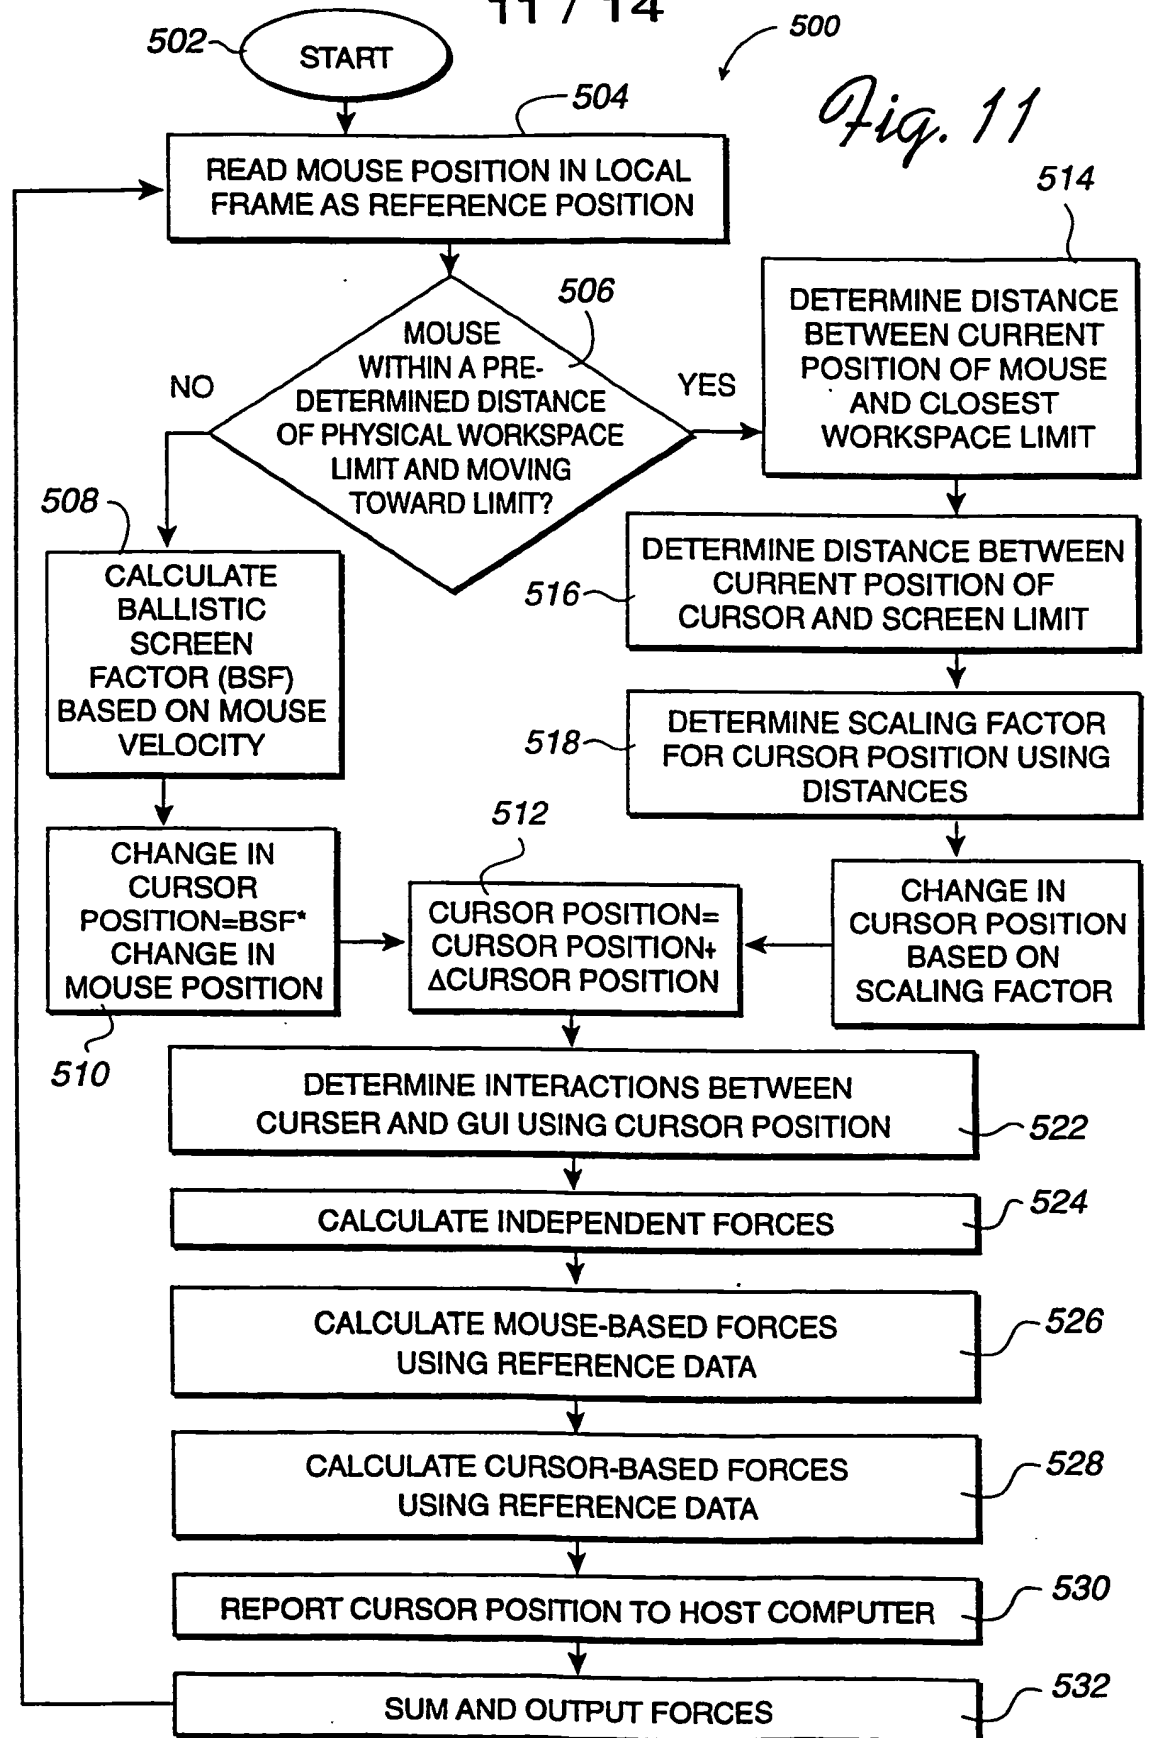 11 / 14
500
Fig. 11
502
START
504
READ MOUSE POSITION IN LOCAL
FRAME AS REFERENCE POSITION
506
MOUSE
WITHIN A PRE-
DETERMINED DISTANCE
OF PHYSICAL WORKSPACE
LIMIT AND MOVING
TOWARD LIMIT?
NO
YES
514
DETERMINE DISTANCE
BETWEEN CURRENT
POSITION OF MOUSE
AND CLOSEST
WORKSPACE LIMIT
508
CALCULATE
BALLISTIC
SCREEN
FACTOR (BSF)
BASED ON MOUSE
VELOCITY
516
DETERMINE DISTANCE BETWEEN
CURRENT POSITION OF
CURSOR AND SCREEN LIMIT
518
DETERMINE SCALING FACTOR
FOR CURSOR POSITION USING
DISTANCES
510
CHANGE IN
CURSOR
POSITION=BSF*
CHANGE IN
MOUSE POSITION
512
CURSOR POSITION=
CURSOR POSITION+
ΔCURSOR POSITION
CHANGE IN
CURSOR POSITION
BASED ON
SCALING FACTOR
DETERMINE INTERACTIONS BETWEEN
CURSER AND GUI USING CURSOR POSITION
522
CALCULATE INDEPENDENT FORCES
524
CALCULATE MOUSE-BASED FORCES
USING REFERENCE DATA
526
CALCULATE CURSOR-BASED FORCES
USING REFERENCE DATA
528
REPORT CURSOR POSITION TO HOST COMPUTER
530
SUM AND OUTPUT FORCES
532